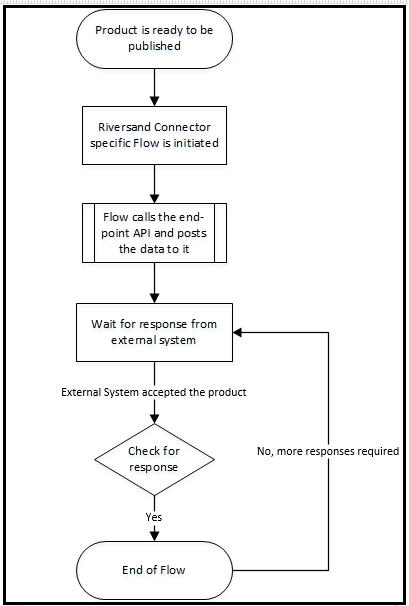 Product is ready to be
published
Riversand Connector
specific Flow is initiated
Flow calls the end-
point API and posts
the data to it
Wait for response from
external system
External System accepted the product
Check for
response
No, more responses required
Yes
End of Flow